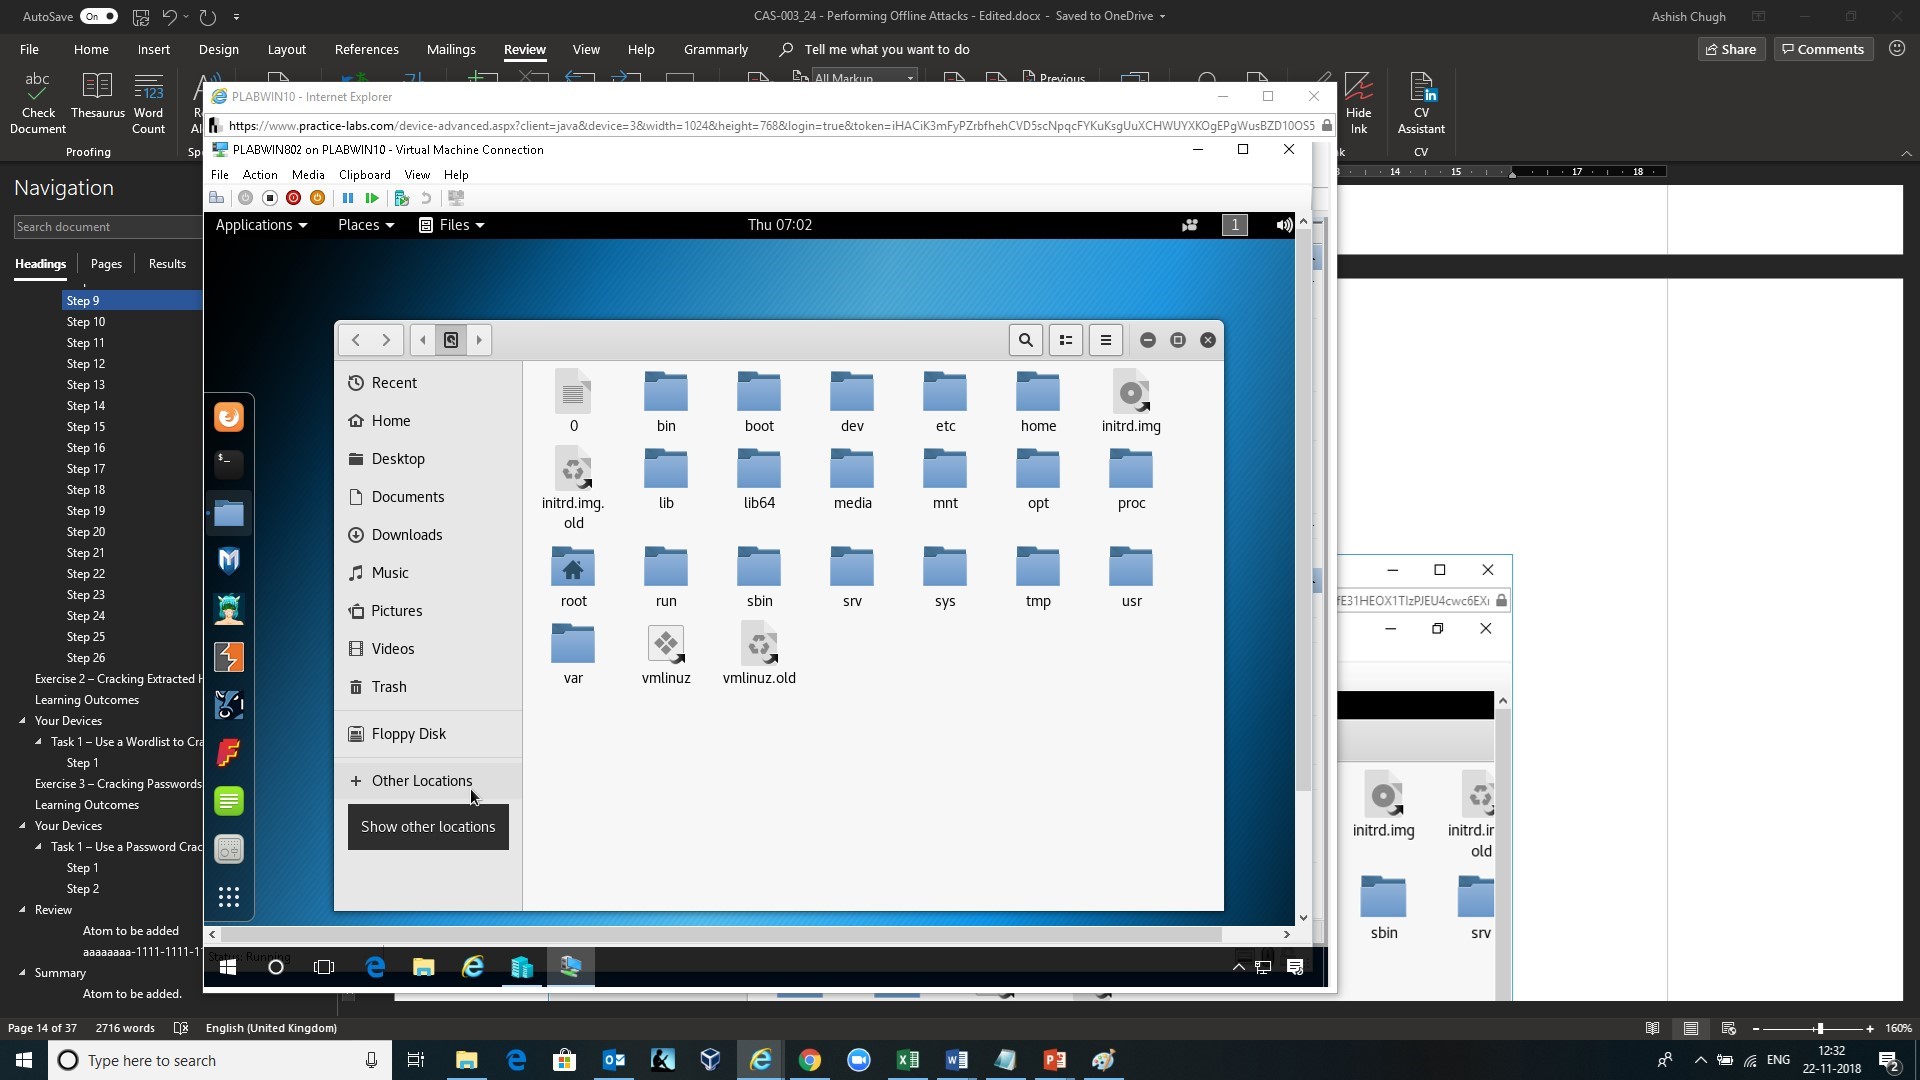 AutoSave On
CAS-003_24 - Performing Offline Attacks - Edited.docx - Saved to OneDrive
Ashish Chugh
File Home Insert Design Layout References Mailings Review View Help Grammarly Tell me what you want to do
Share Comments
abc
Check
Document
Thesaurus
123
Word
Count
Proofing
All Markup
Previous
Hide
Ink
in
CV
Assistant
CV
PLABWIN10 - Internet Explorer
https://www.practice-labs.com/device-advanced.aspx?client=java&device=3&width=1024&height=768&login=true&token=iHACiK3mFyPZrbfhehCVD5scNpqcFYKuKsgUuXCHWUYXKOgEPgWusBZD10OS5
PLABWIN802 on PLABWIN10 - Virtual Machine Connection
File Action Media Clipboard View Help
Applications Places Files Thu 07:02 1
14 15 17 18
Navigation
Search document
Headings Pages Results
Step 9
Step 10
Step 11
Step 12
Step 13
Step 14
Step 15
Step 16
Step 17
Step 18
Step 19
Step 20
Step 21
Step 22
Step 23
Step 24
Step 25
Step 26
Exercise 2 – Cracking Extracted
Learning Outcomes
Your Devices
Task 1 – Use a Wordlist to
Step 1
Exercise 3 – Cracking Passwords
Learning Outcomes
Your Devices
Task 1 – Use a Password
Step 1
Step 2
Review
Atom to be added
aaaaaaaa-1111-1111-
Summary
Atom to be added.
Recent
Home
Desktop
Documents
Downloads
Music
Pictures
Videos
Trash
Floppy Disk
Other Locations
Show other locations
0 bin boot dev etc home initrd.img
initrd.img.
old
lib lib64 media mnt opt proc
root run sbin srv sys tmp usr
var vmlinuz vmlinuz.old
fE31HEOX1TIzPJEU4cwc6EX
initrd.img
old
sbin srv
Status: Running
Page 14 of 37 2716 words English (United Kingdom)
160%
Type here to search
ENG
12:32
22-11-2018
2